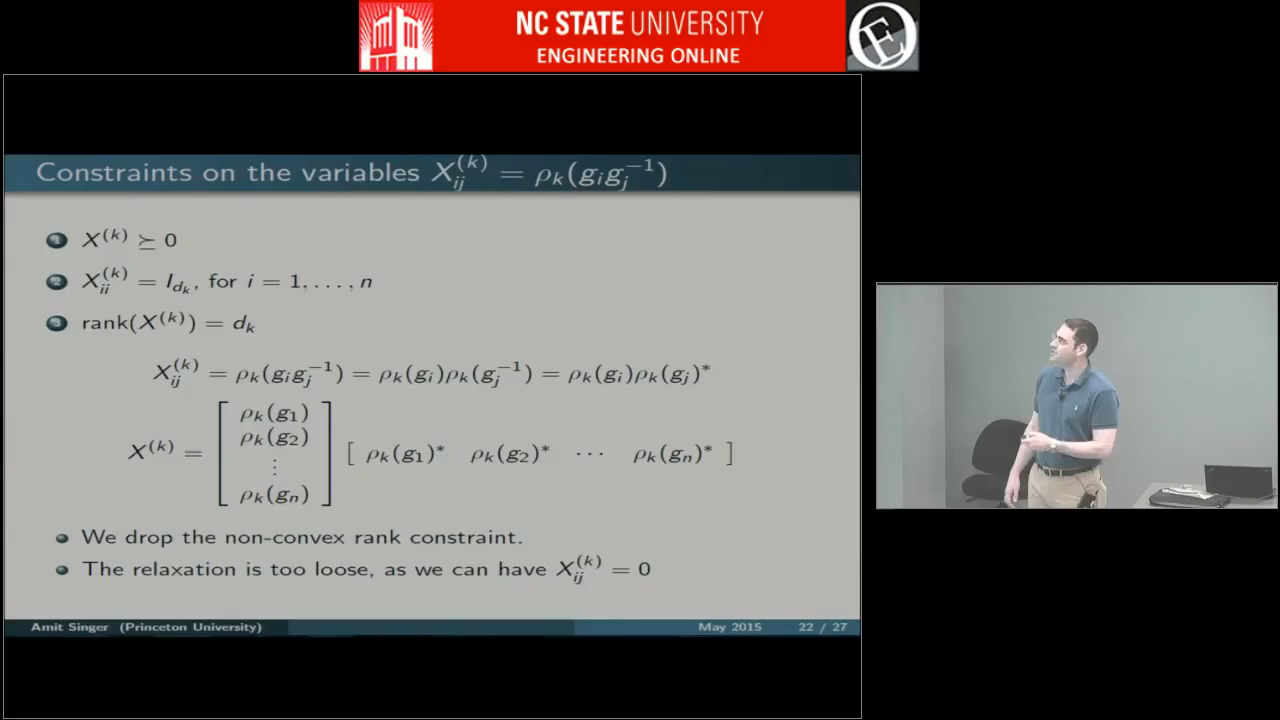 NC STATE UNIVERSITY
ENGINEERING ONLINE
Constraints on the variables X_{ij}^{(k)} = ρ_k(g_i g_j^{-1})
1 X^{(k)} ⪰ 0
2 X_{ii}^{(k)} = I_{d_k}, for i = 1, . . . , n
3 rank(X^{(k)}) = d_k
X_{ij}^{(k)} = ρ_k(g_i g_j^{-1}) = ρ_k(g_i)ρ_k(g_j^{-1}) = ρ_k(g_i)ρ_k(g_j)^*
X^{(k)} = [ ρ_k(g_1) ρ_k(g_2) ⋮ ρ_k(g_n) ] [ ρ_k(g_1)^* ρ_k(g_2)^* ⋯ ρ_k(g_n)^* ]
We drop the non-convex rank constraint.
The relaxation is too loose, as we can have X_{ij}^{(k)} = 0
Amit Singer (Princeton University) May 2015 22 / 27